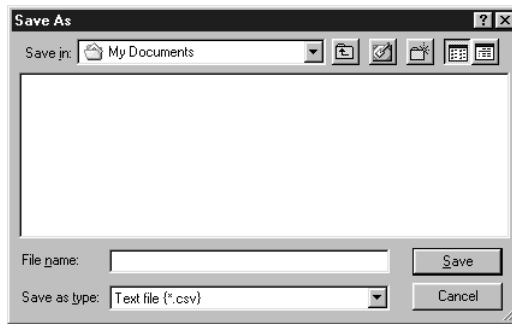 Save As
Save in: My Documents
File name:
Save
Save as type: Text file {*.csv}
Cancel